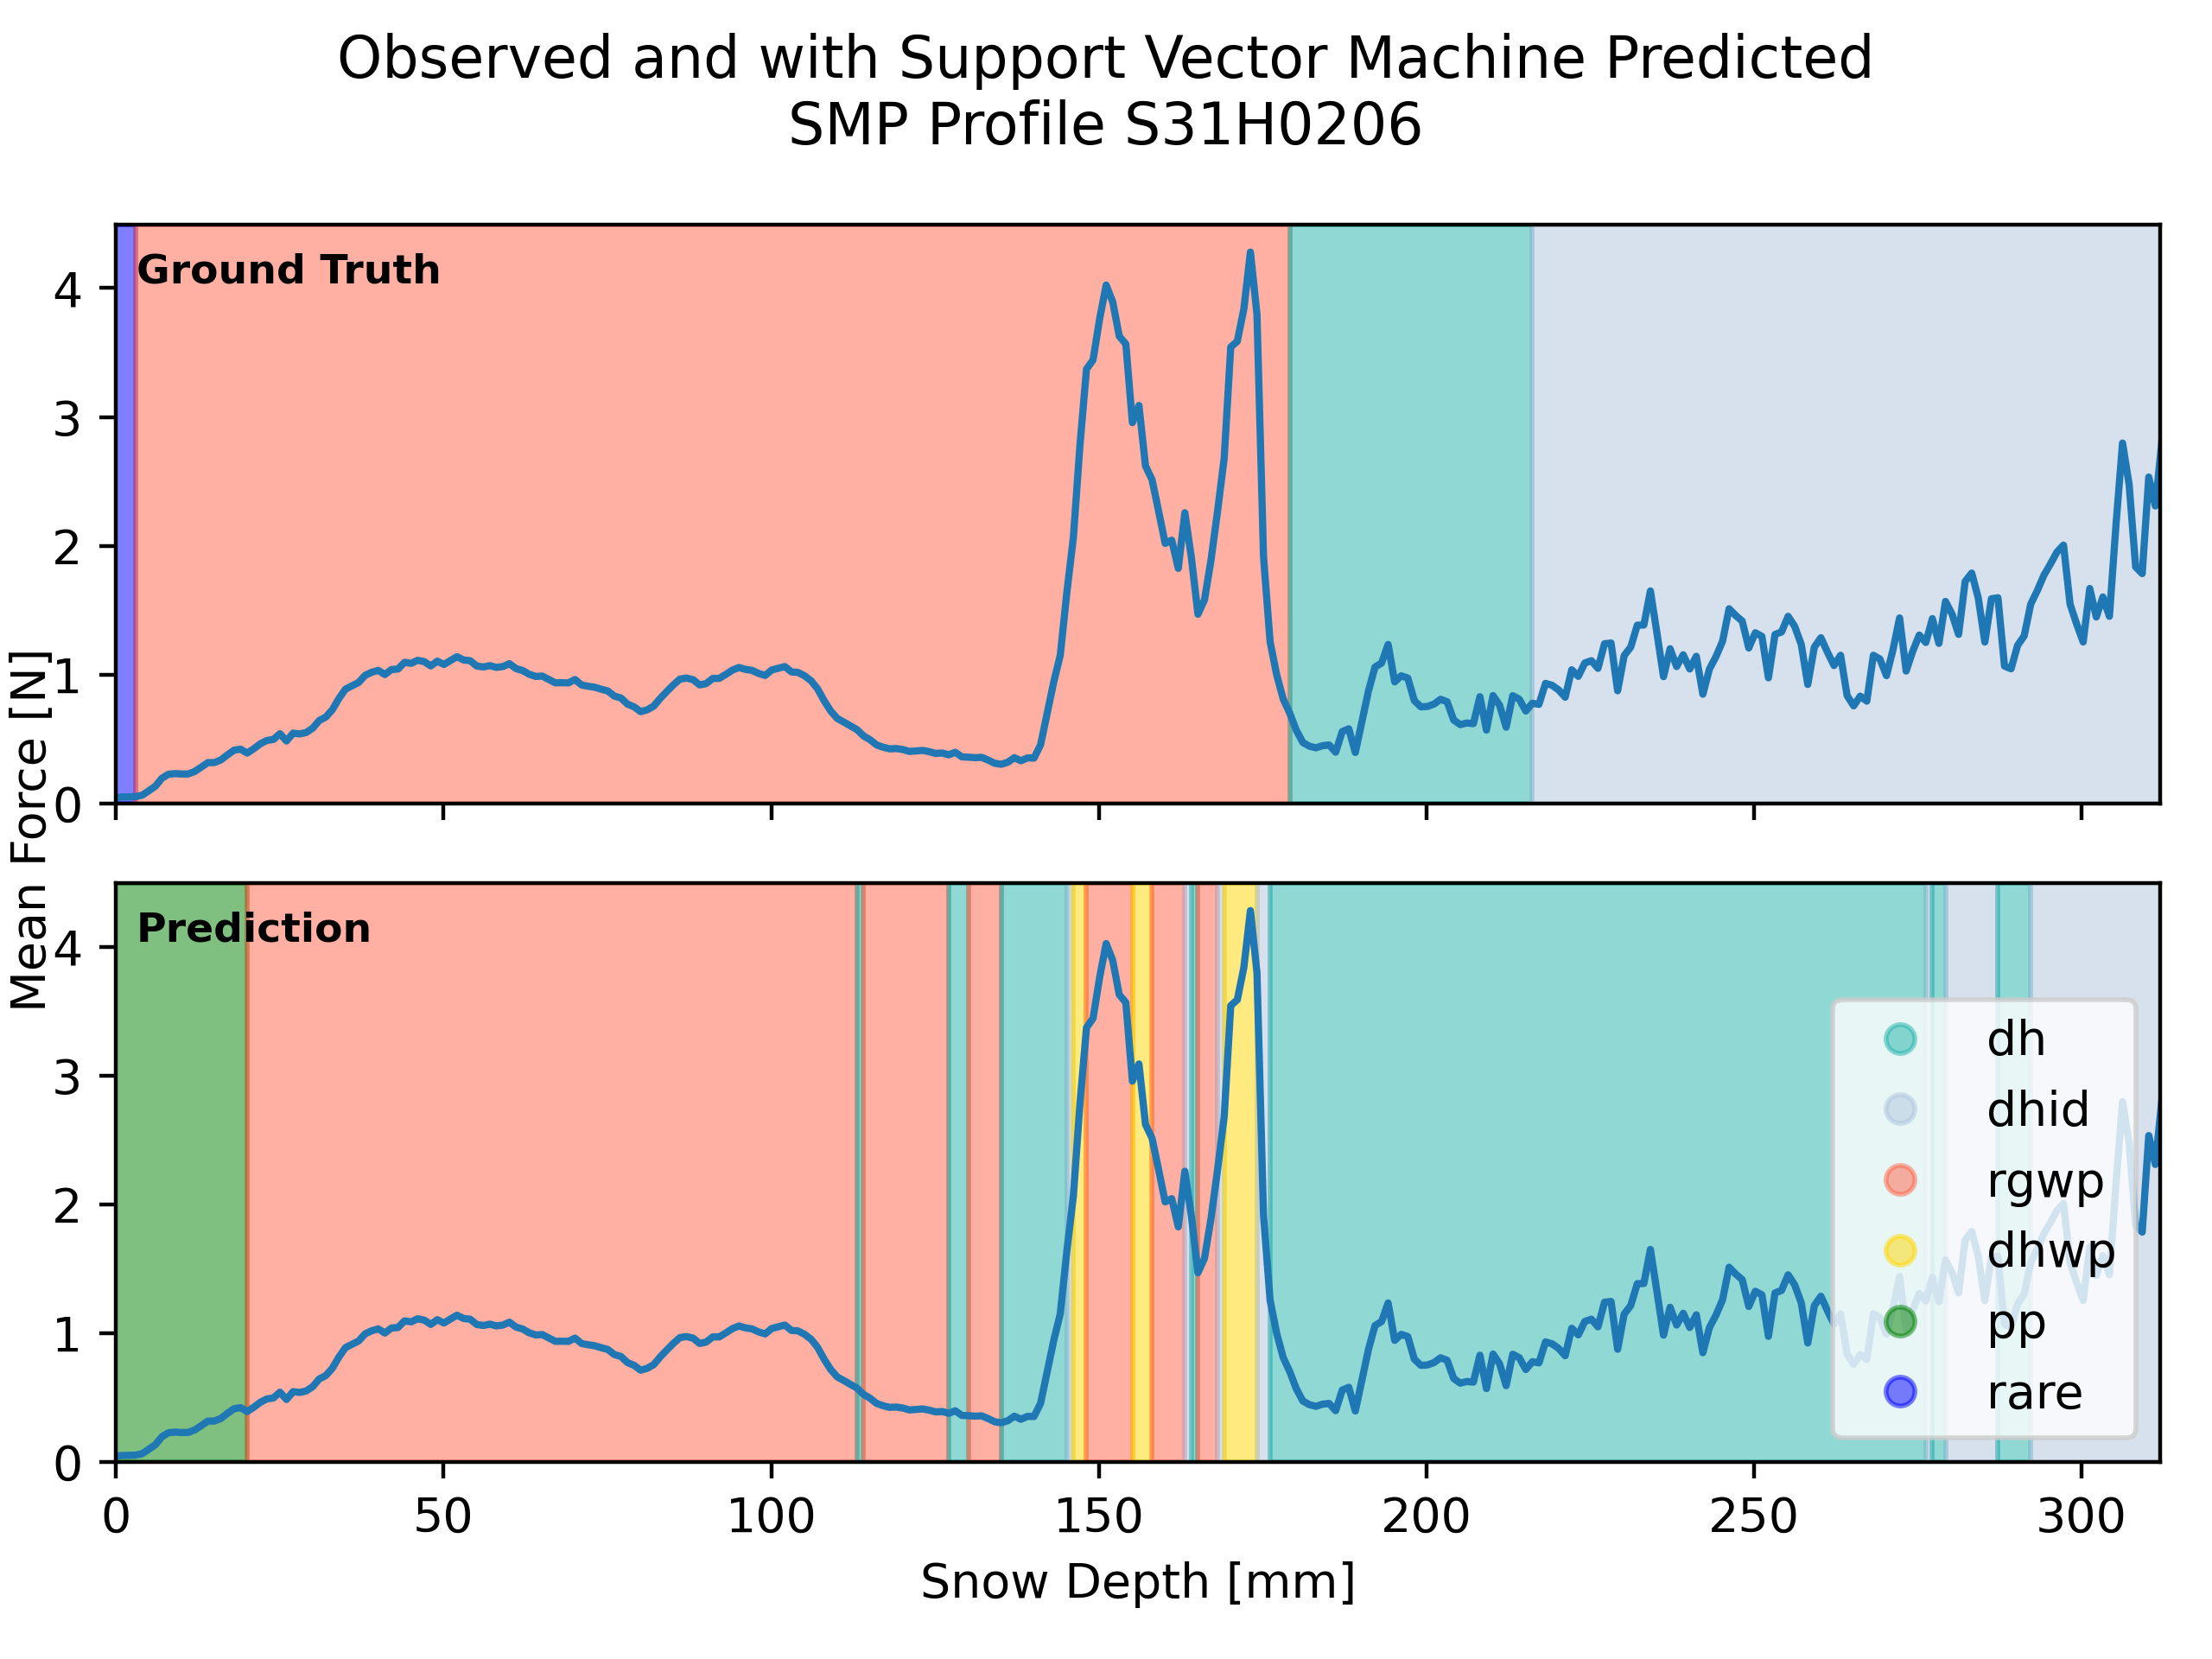 Observed and with Support Vector Machine Predicted
SMP Profile S31H0206
Ground Truth
4
3
2
1
0
Mean Force [N]
Prediction
4
3
2
1
0
dh
dhid
rgwp
dhwp
pp
rare
0 50 100 150 200 250 300
Snow Depth [mm]